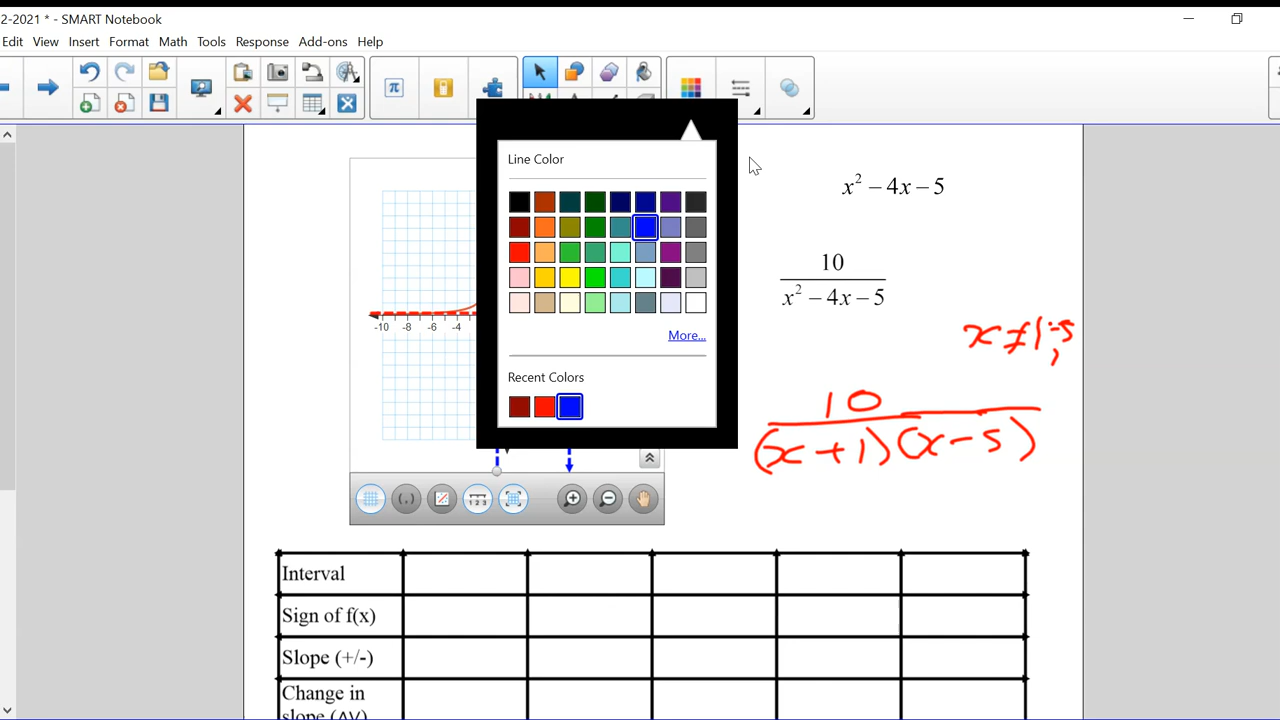 2-2021 * - SMART Notebook
Edit View Insert Format Math Tools Response Add-ons Help
Line Color
More...
Recent Colors
x² – 4x – 5
10
x² – 4x – 5
10
(x + 1)(x – 5)
-10 -8 -6 -4
Interval
Sign of f(x)
Slope (+/-)
Change in